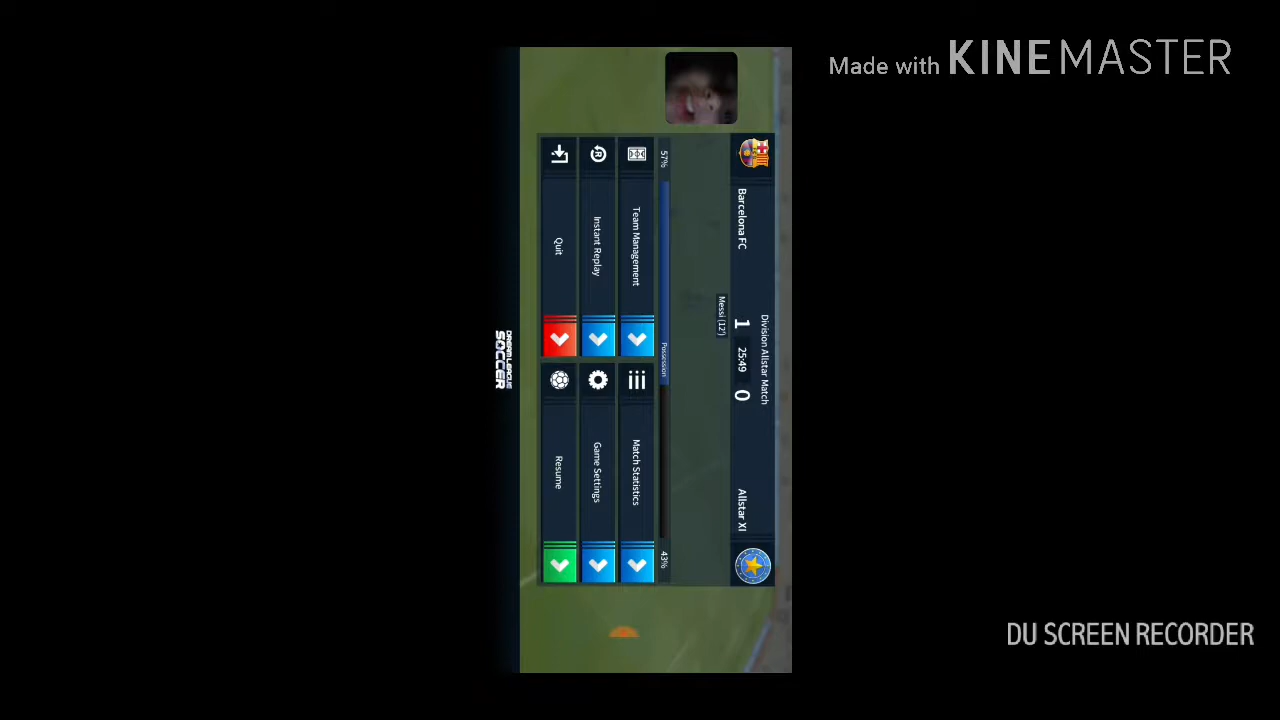 Made with KINEMASTER
Division Allstar Match
Barcelona FC 1 25:49 0 Allstar XI
Messi (12')
57% Possession 43%
Team Management
Match Statistics
Instant Replay
Game Settings
Quit
Resume
DREAM LEAGUE
SOCCER
DU SCREEN RECORDER